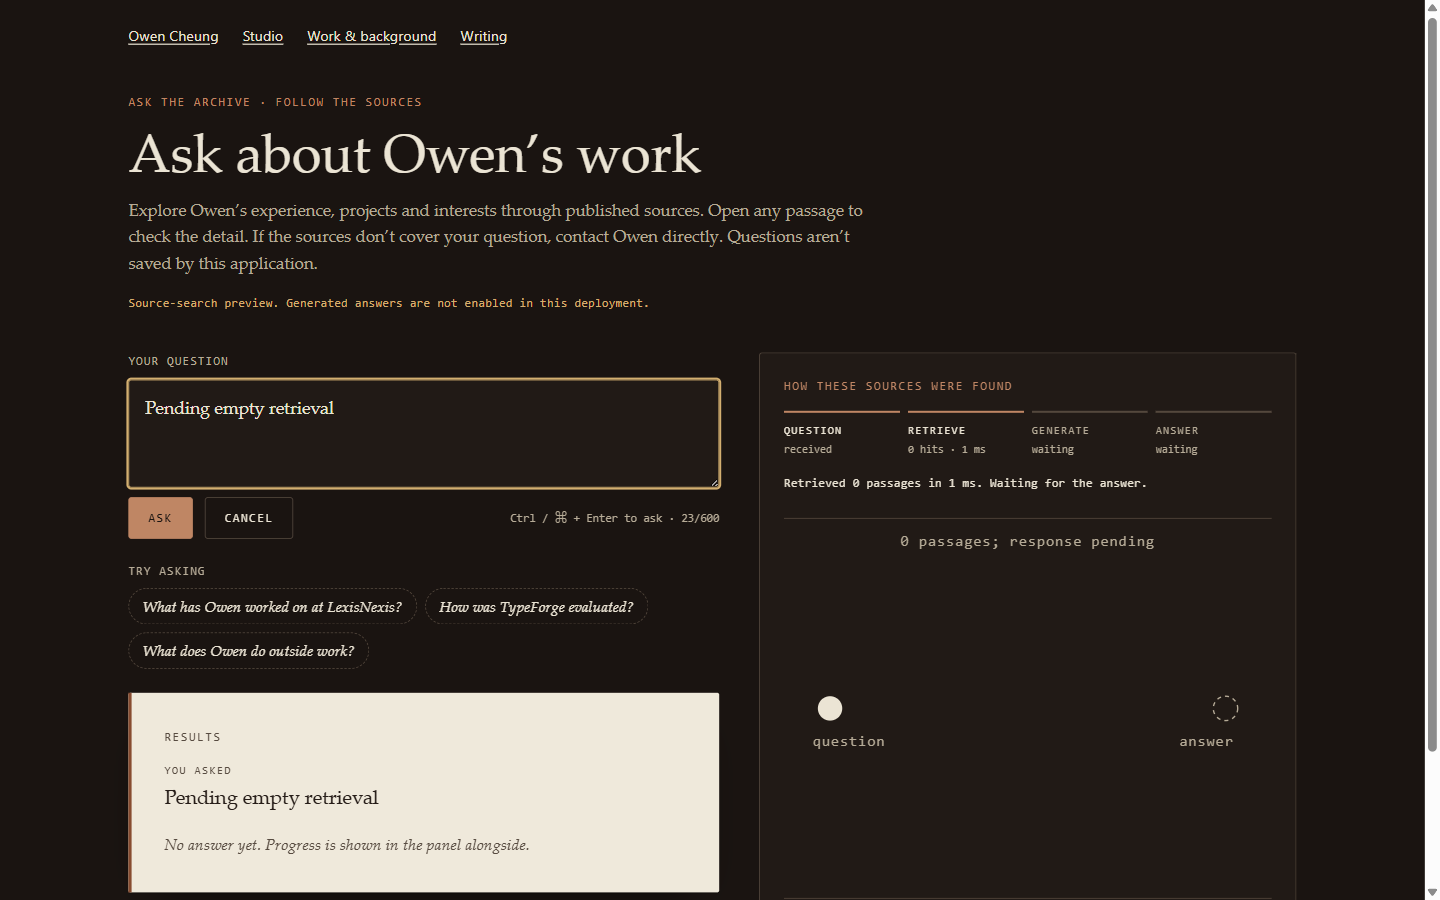 Owen Cheung Studio Work & background Writing
ASK THE ARCHIVE · FOLLOW THE SOURCES
Ask about Owen’s work
Explore Owen’s experience, projects and interests through published sources. Open any passage to
check the detail. If the sources don’t cover your question, contact Owen directly. Questions aren’t
saved by this application.
Source-search preview. Generated answers are not enabled in this deployment.
YOUR QUESTION
Pending empty retrieval
ASK CANCEL Ctrl / ⌘ + Enter to ask · 23/600
TRY ASKING
What has Owen worked on at LexisNexis? How was TypeForge evaluated?
What does Owen do outside work?
RESULTS
YOU ASKED
Pending empty retrieval
No answer yet. Progress is shown in the panel alongside.
HOW THESE SOURCES WERE FOUND
QUESTION RETRIEVE GENERATE ANSWER
received 0 hits · 1 ms waiting waiting
Retrieved 0 passages in 1 ms. Waiting for the answer.
0 passages; response pending
question answer